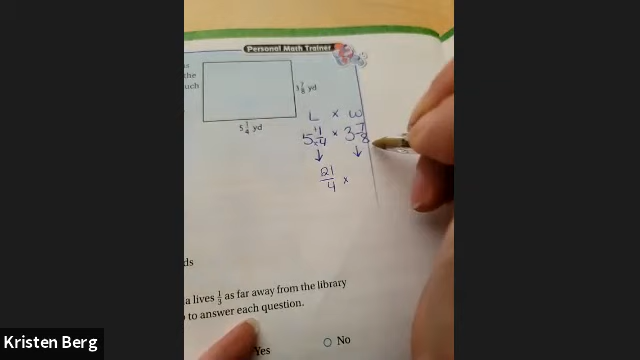 Personal Math Trainer
s
the
uch
3 7/8 yd
5 1/4 yd
L × W
5 1/4 × 3 7/8
↓ ↓
21/4 ×
ds
a lives 1/3 as far away from the library
to answer each question.
Yes
No
Kristen Berg